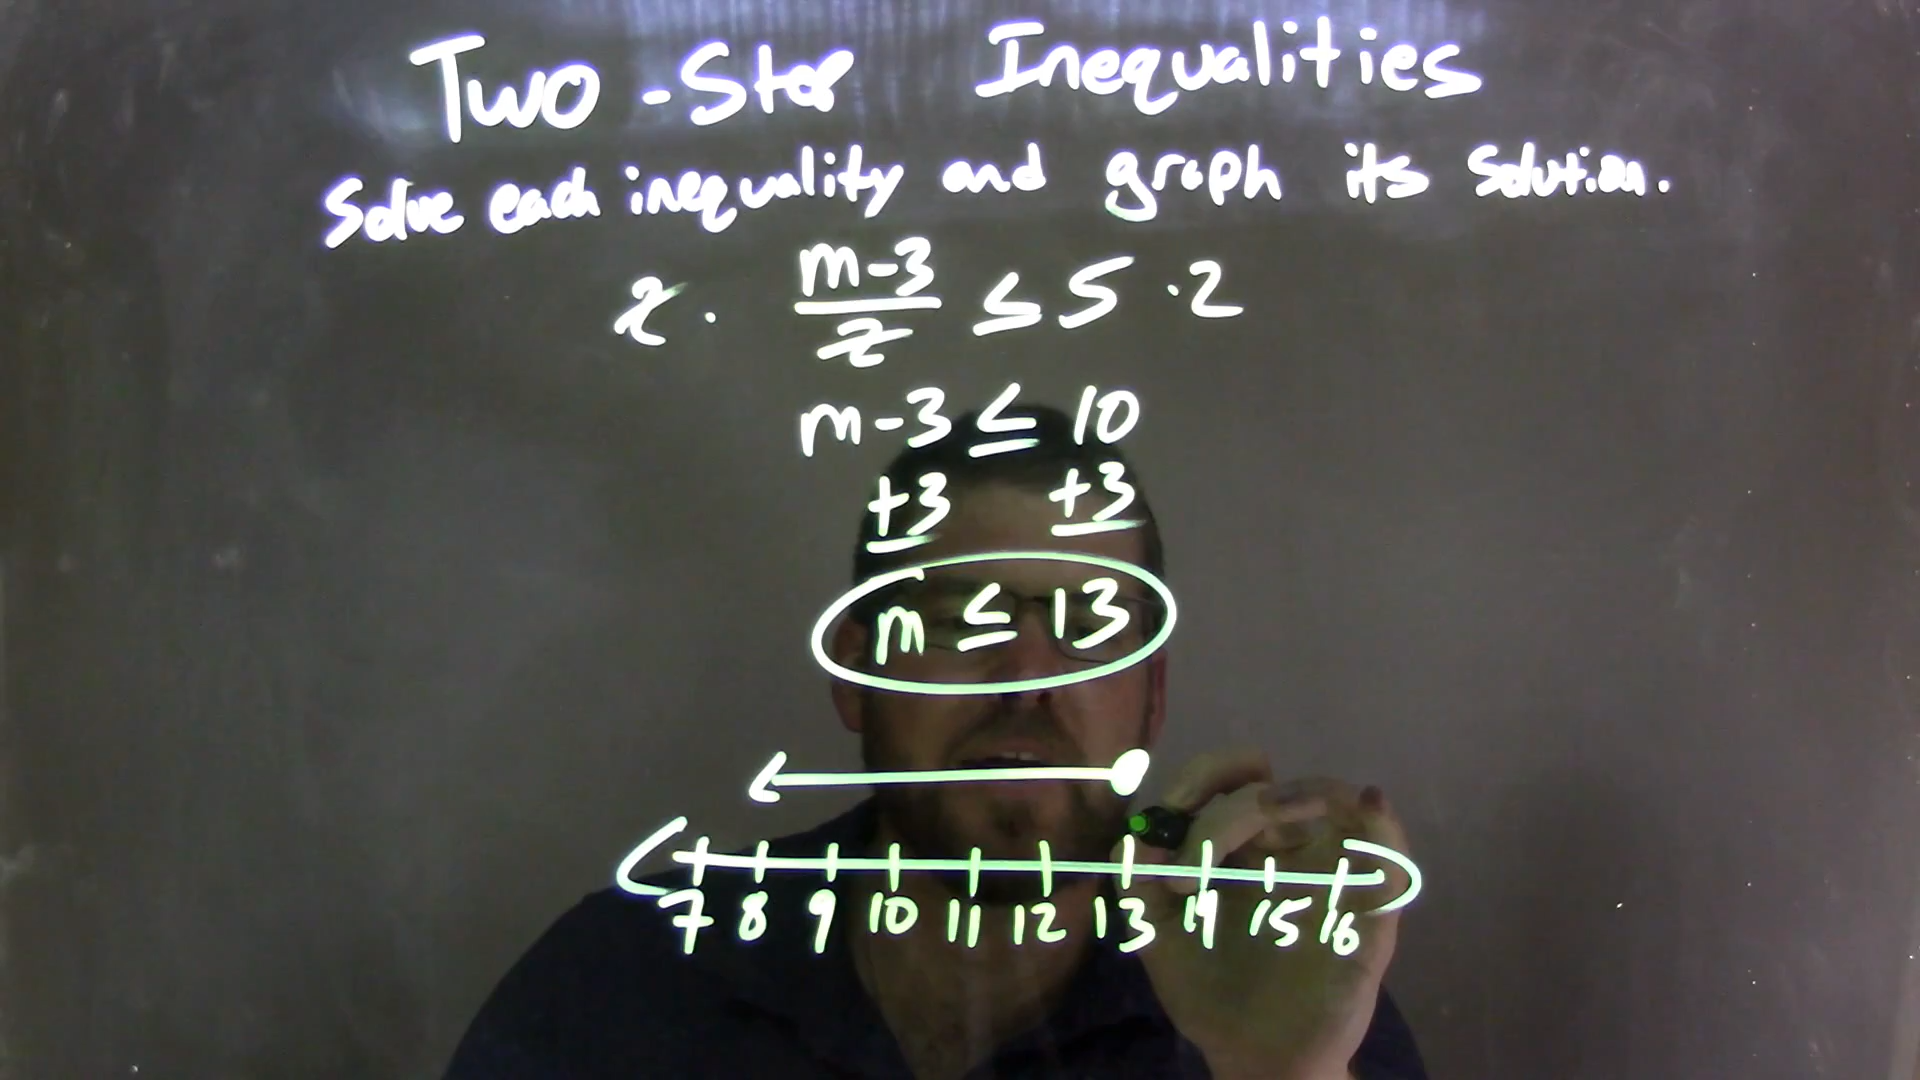 Two-Step Inequalities
Solve each inequality and graph its solution.
2 · m-3/2 ≤ 5 · 2
m-3 ≤ 10
+3 +3
m ≤ 13
7 8 9 10 11 12 13 14 15 16